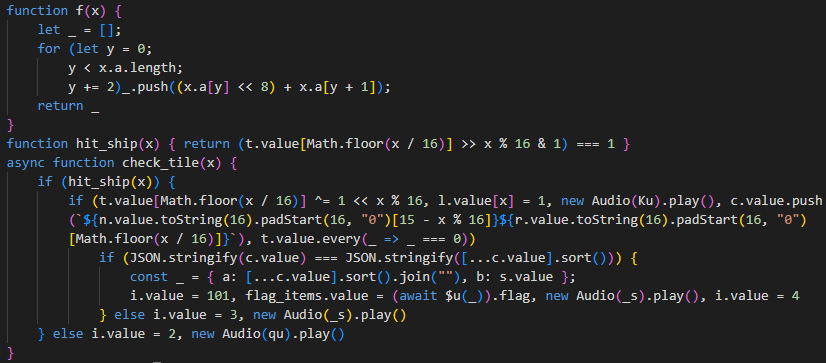 function f(x) {
    let _ = [];
    for (let y = 0;
        y < x.a.length;
        y += 2)_.push((x.a[y] << 8) + x.a[y + 1]);
    return _
}
function hit_ship(x) { return (t.value[Math.floor(x / 16)] >> x % 16 & 1) === 1 }
async function check_tile(x) {
    if (hit_ship(x)) {
        if (t.value[Math.floor(x / 16)] ^= 1 << x % 16, l.value[x] = 1, new Audio(Ku).play(), c.value.push
        (`${n.value.toString(16).padStart(16, "0")[15 - x % 16]}${r.value.toString(16).padStart(16, "0")
        [Math.floor(x / 16)]}`), t.value.every(_ => _ === 0))
            if (JSON.stringify(c.value) === JSON.stringify([...c.value].sort())) {
                const _ = { a: [...c.value].sort().join(""), b: s.value };
                i.value = 101, flag_items.value = (await $u(_)).flag, new Audio(_s).play(), i.value = 4
            } else i.value = 3, new Audio(_s).play()
    } else i.value = 2, new Audio(qu).play()
}